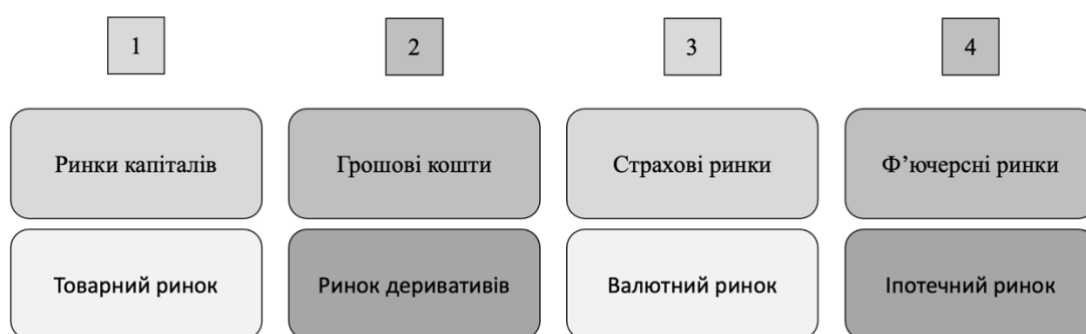 1
2
3
4
Ринки капіталів
Грошові кошти
Страхові ринки
Ф’ючерсні ринки
Товарний ринок
Ринок деривативів
Валютний ринок
Іпотечний ринок